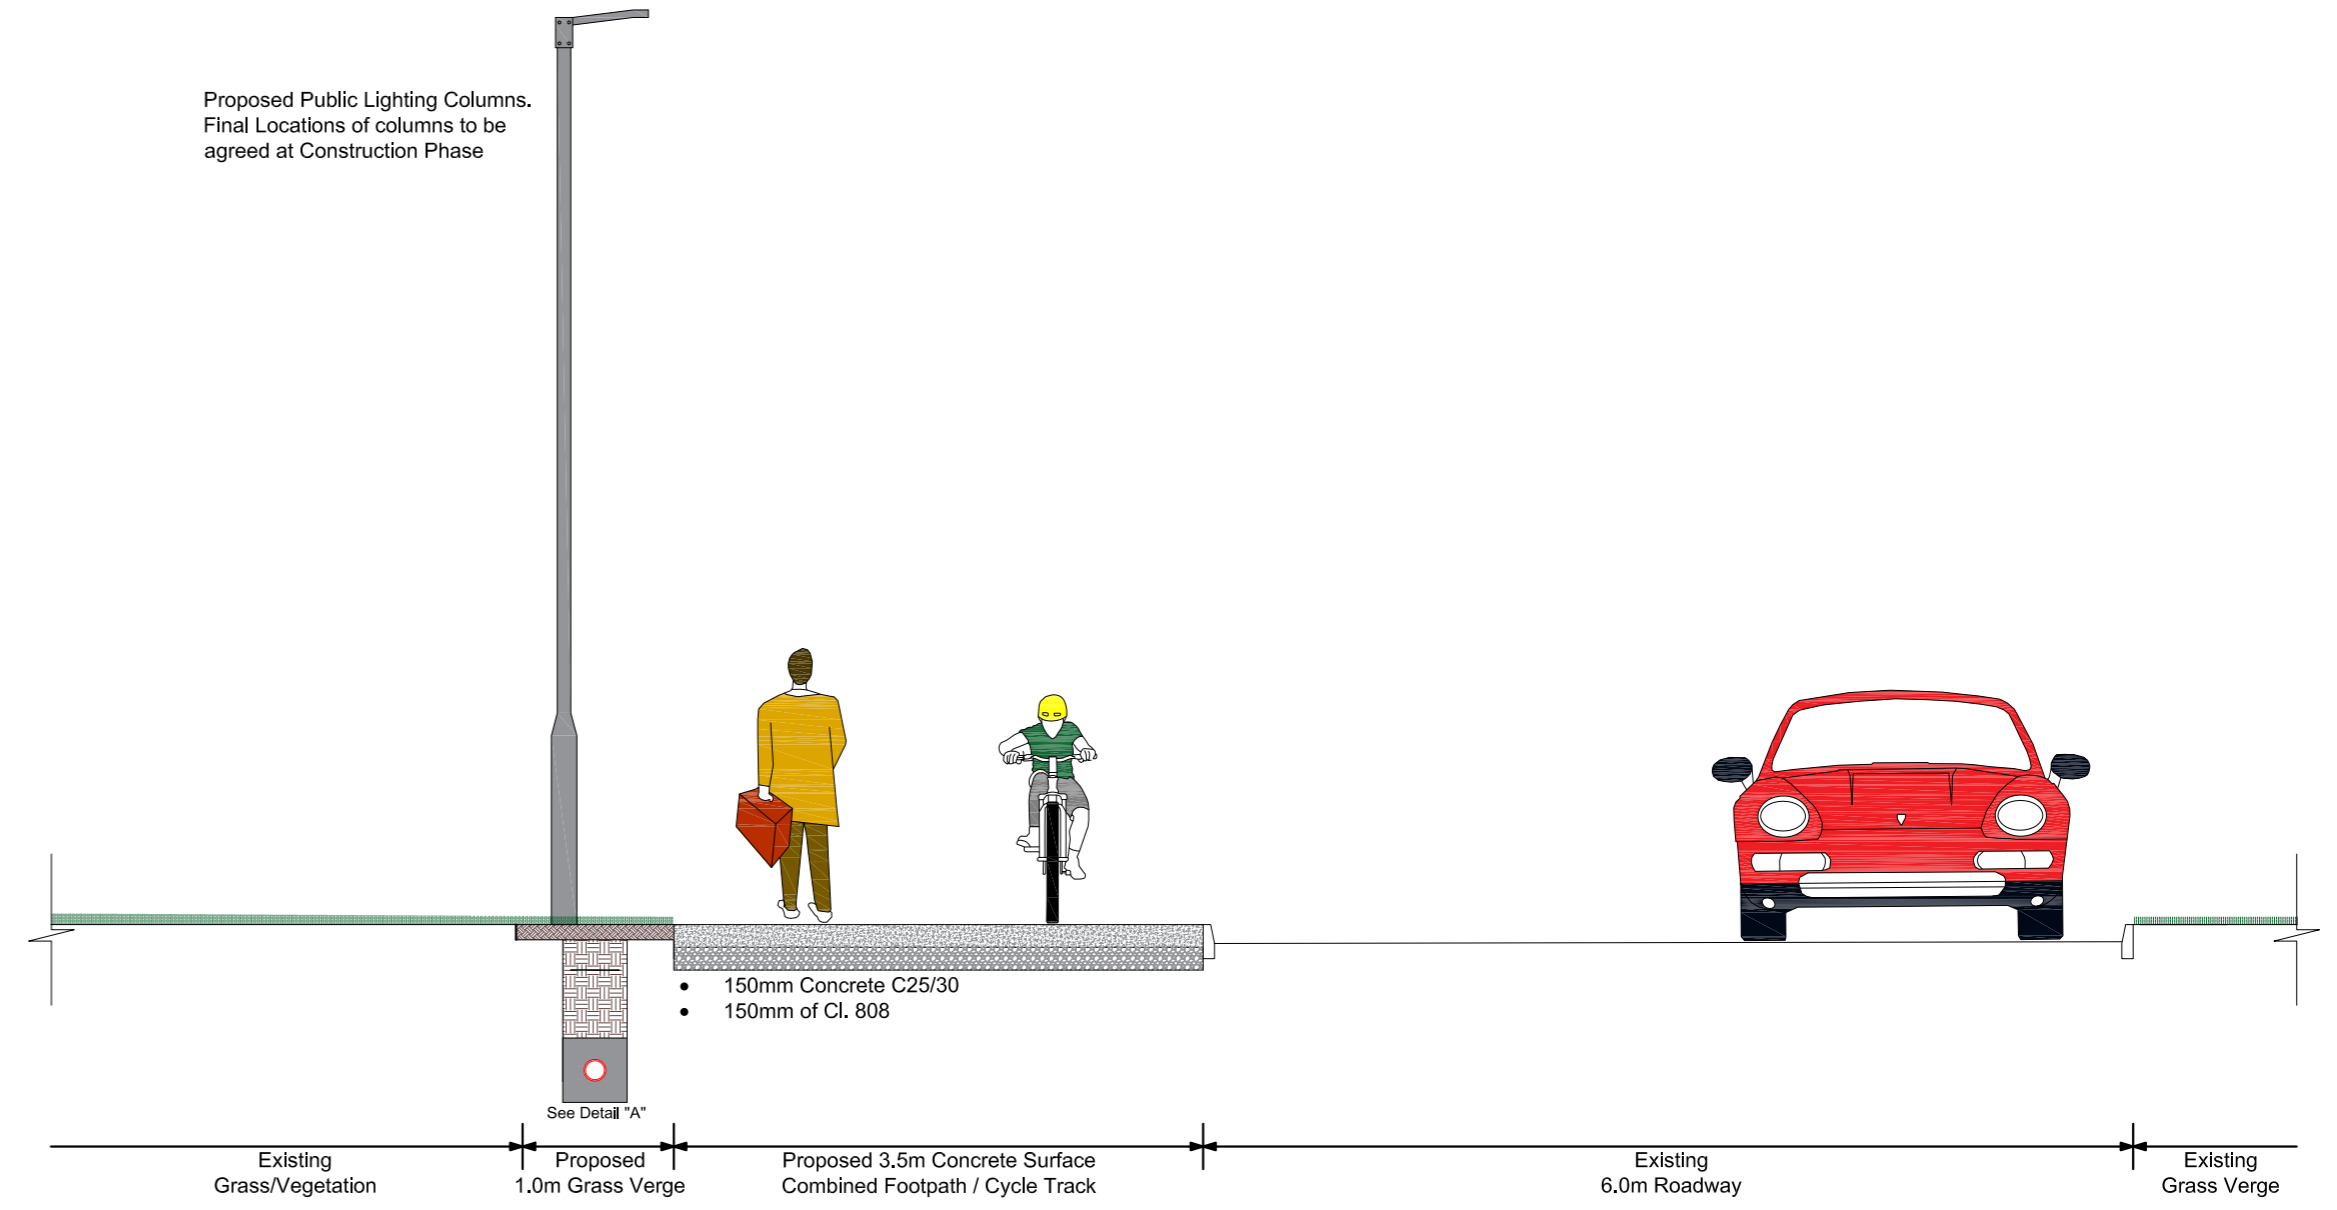 Proposed Public Lighting Columns.
Final Locations of columns to be
agreed at Construction Phase
• 150mm Concrete C25/30
• 150mm of Cl. 808
See Detail "A"
Existing
Grass/Vegetation
Proposed
1.0m Grass Verge
Proposed 3.5m Concrete Surface
Combined Footpath / Cycle Track
Existing
6.0m Roadway
Existing
Grass Verge